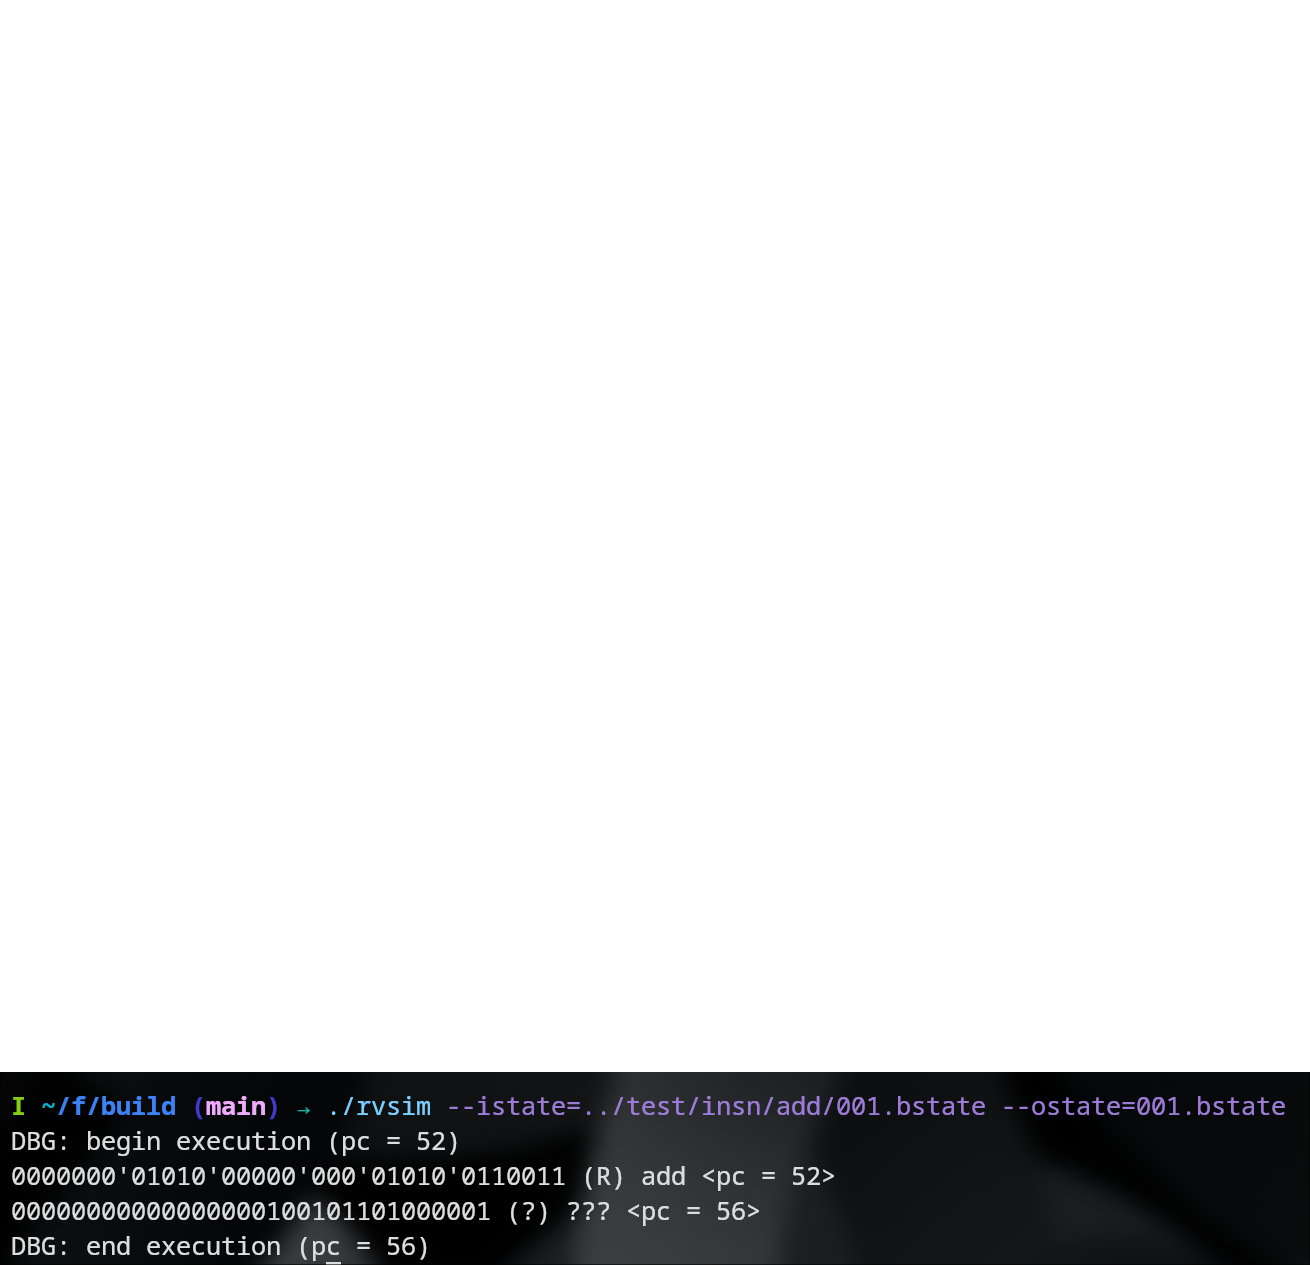 I ~/f/build (main) → ./rvsim --istate=../test/insn/add/001.bstate --ostate=001.bstate
DBG: begin execution (pc = 52)
0000000'01010'00000'000'01010'0110011 (R) add <pc = 52>
00000000000000000100101101000001 (?) ??? <pc = 56>
DBG: end execution (pc = 56)